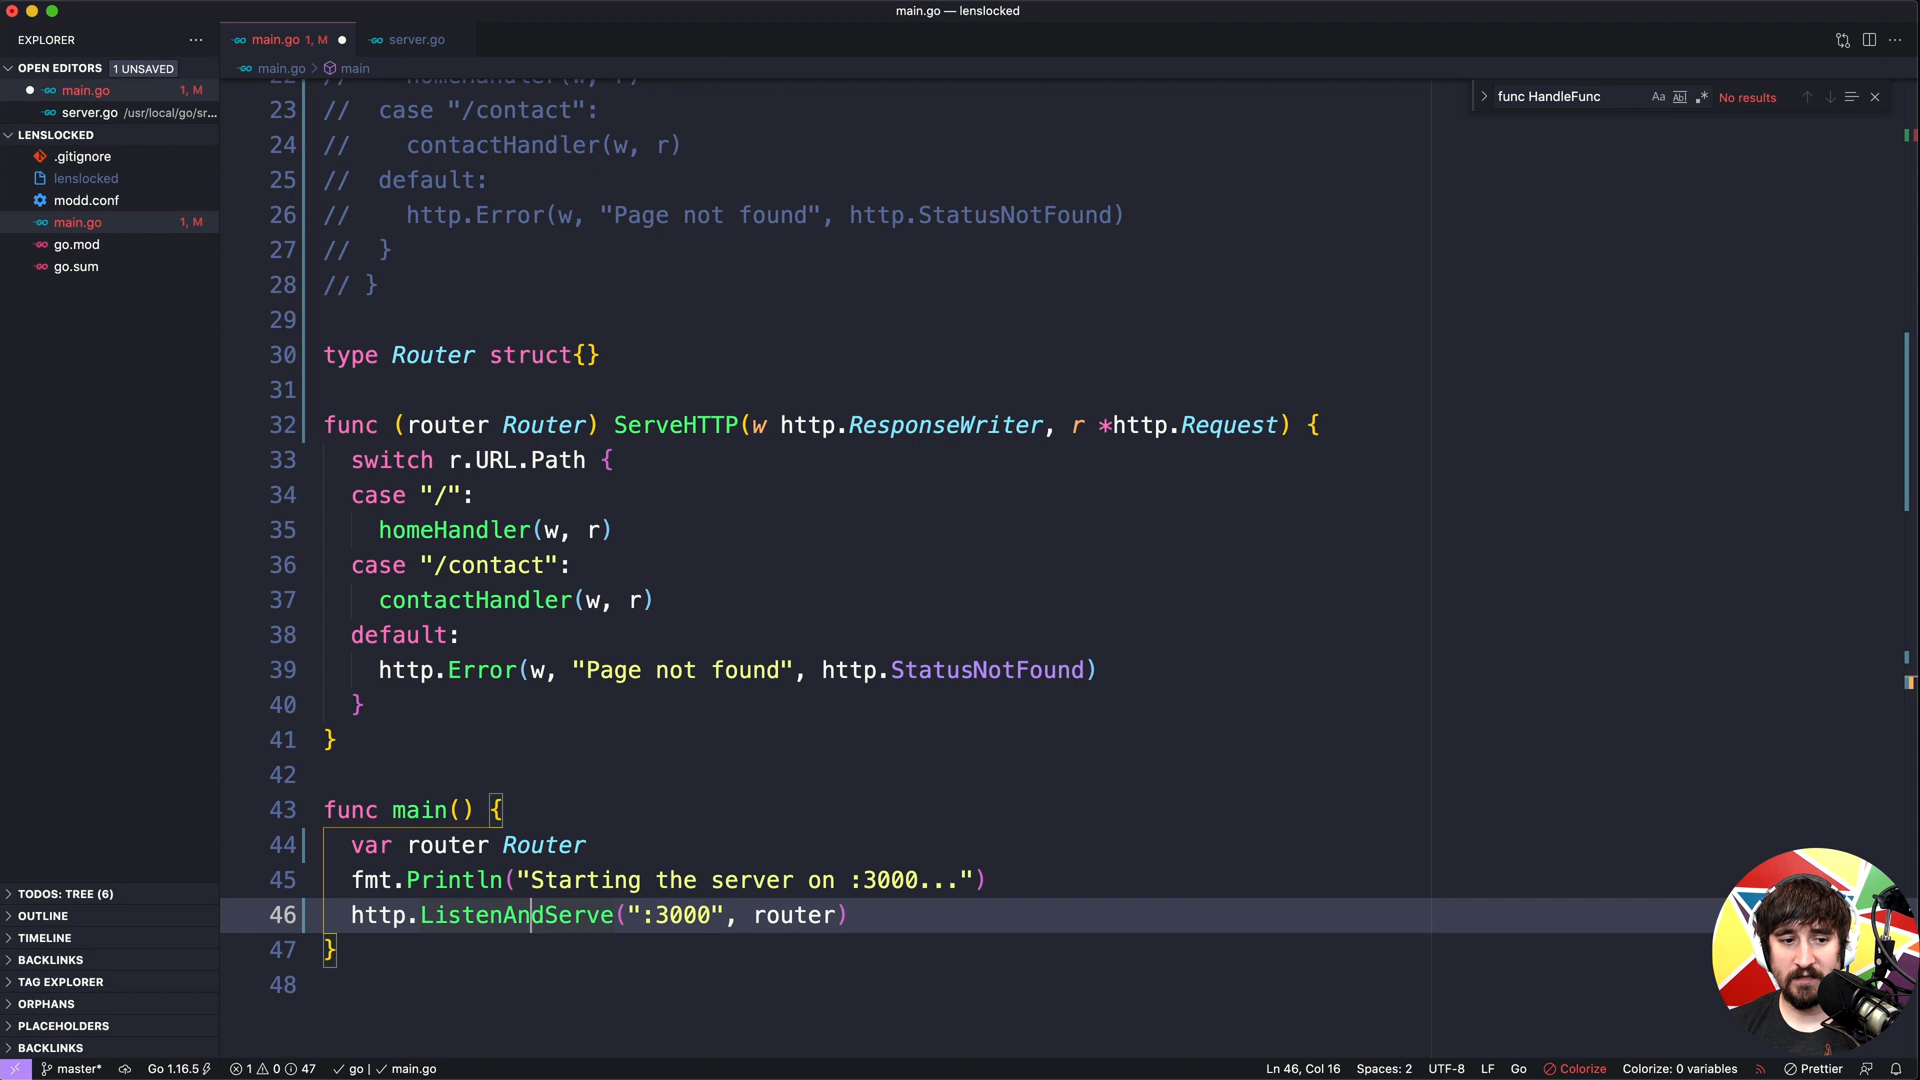 main.go — lenslocked
EXPLORER
···
main.go 1, M
server.go
···
OPEN EDITORS 1 UNSAVED
main.go 1, M
server.go /usr/local/go/sr...
LENSLOCKED
.gitignore
lenslocked
modd.conf
main.go 1, M
go.mod
go.sum
TODOS: TREE (6)
OUTLINE
TIMELINE
BACKLINKS
TAG EXPLORER
ORPHANS
PLACEHOLDERS
BACKLINKS
main.go > main
func HandleFunc
Aa
No results
22 // homeHandler(w, r)
23 // case "/contact":
24 // contactHandler(w, r)
25 // default:
26 // http.Error(w, "Page not found", http.StatusNotFound)
27 // }
28 // }
29
30 type Router struct{}
31
32 func (router Router) ServeHTTP(w http.ResponseWriter, r *http.Request) {
33 switch r.URL.Path {
34 case "/":
35 homeHandler(w, r)
36 case "/contact":
37 contactHandler(w, r)
38 default:
39 http.Error(w, "Page not found", http.StatusNotFound)
40 }
41 }
42
43 func main() {
44 var router Router
45 fmt.Println("Starting the server on :3000...")
46 http.ListenAndServe(":3000", router)
47 }
48
master* Go 1.16.5 1 0 47 go | main.go Ln 46, Col 16 Spaces: 2 UTF-8 LF Go Colorize Colorize: 0 variables Prettier